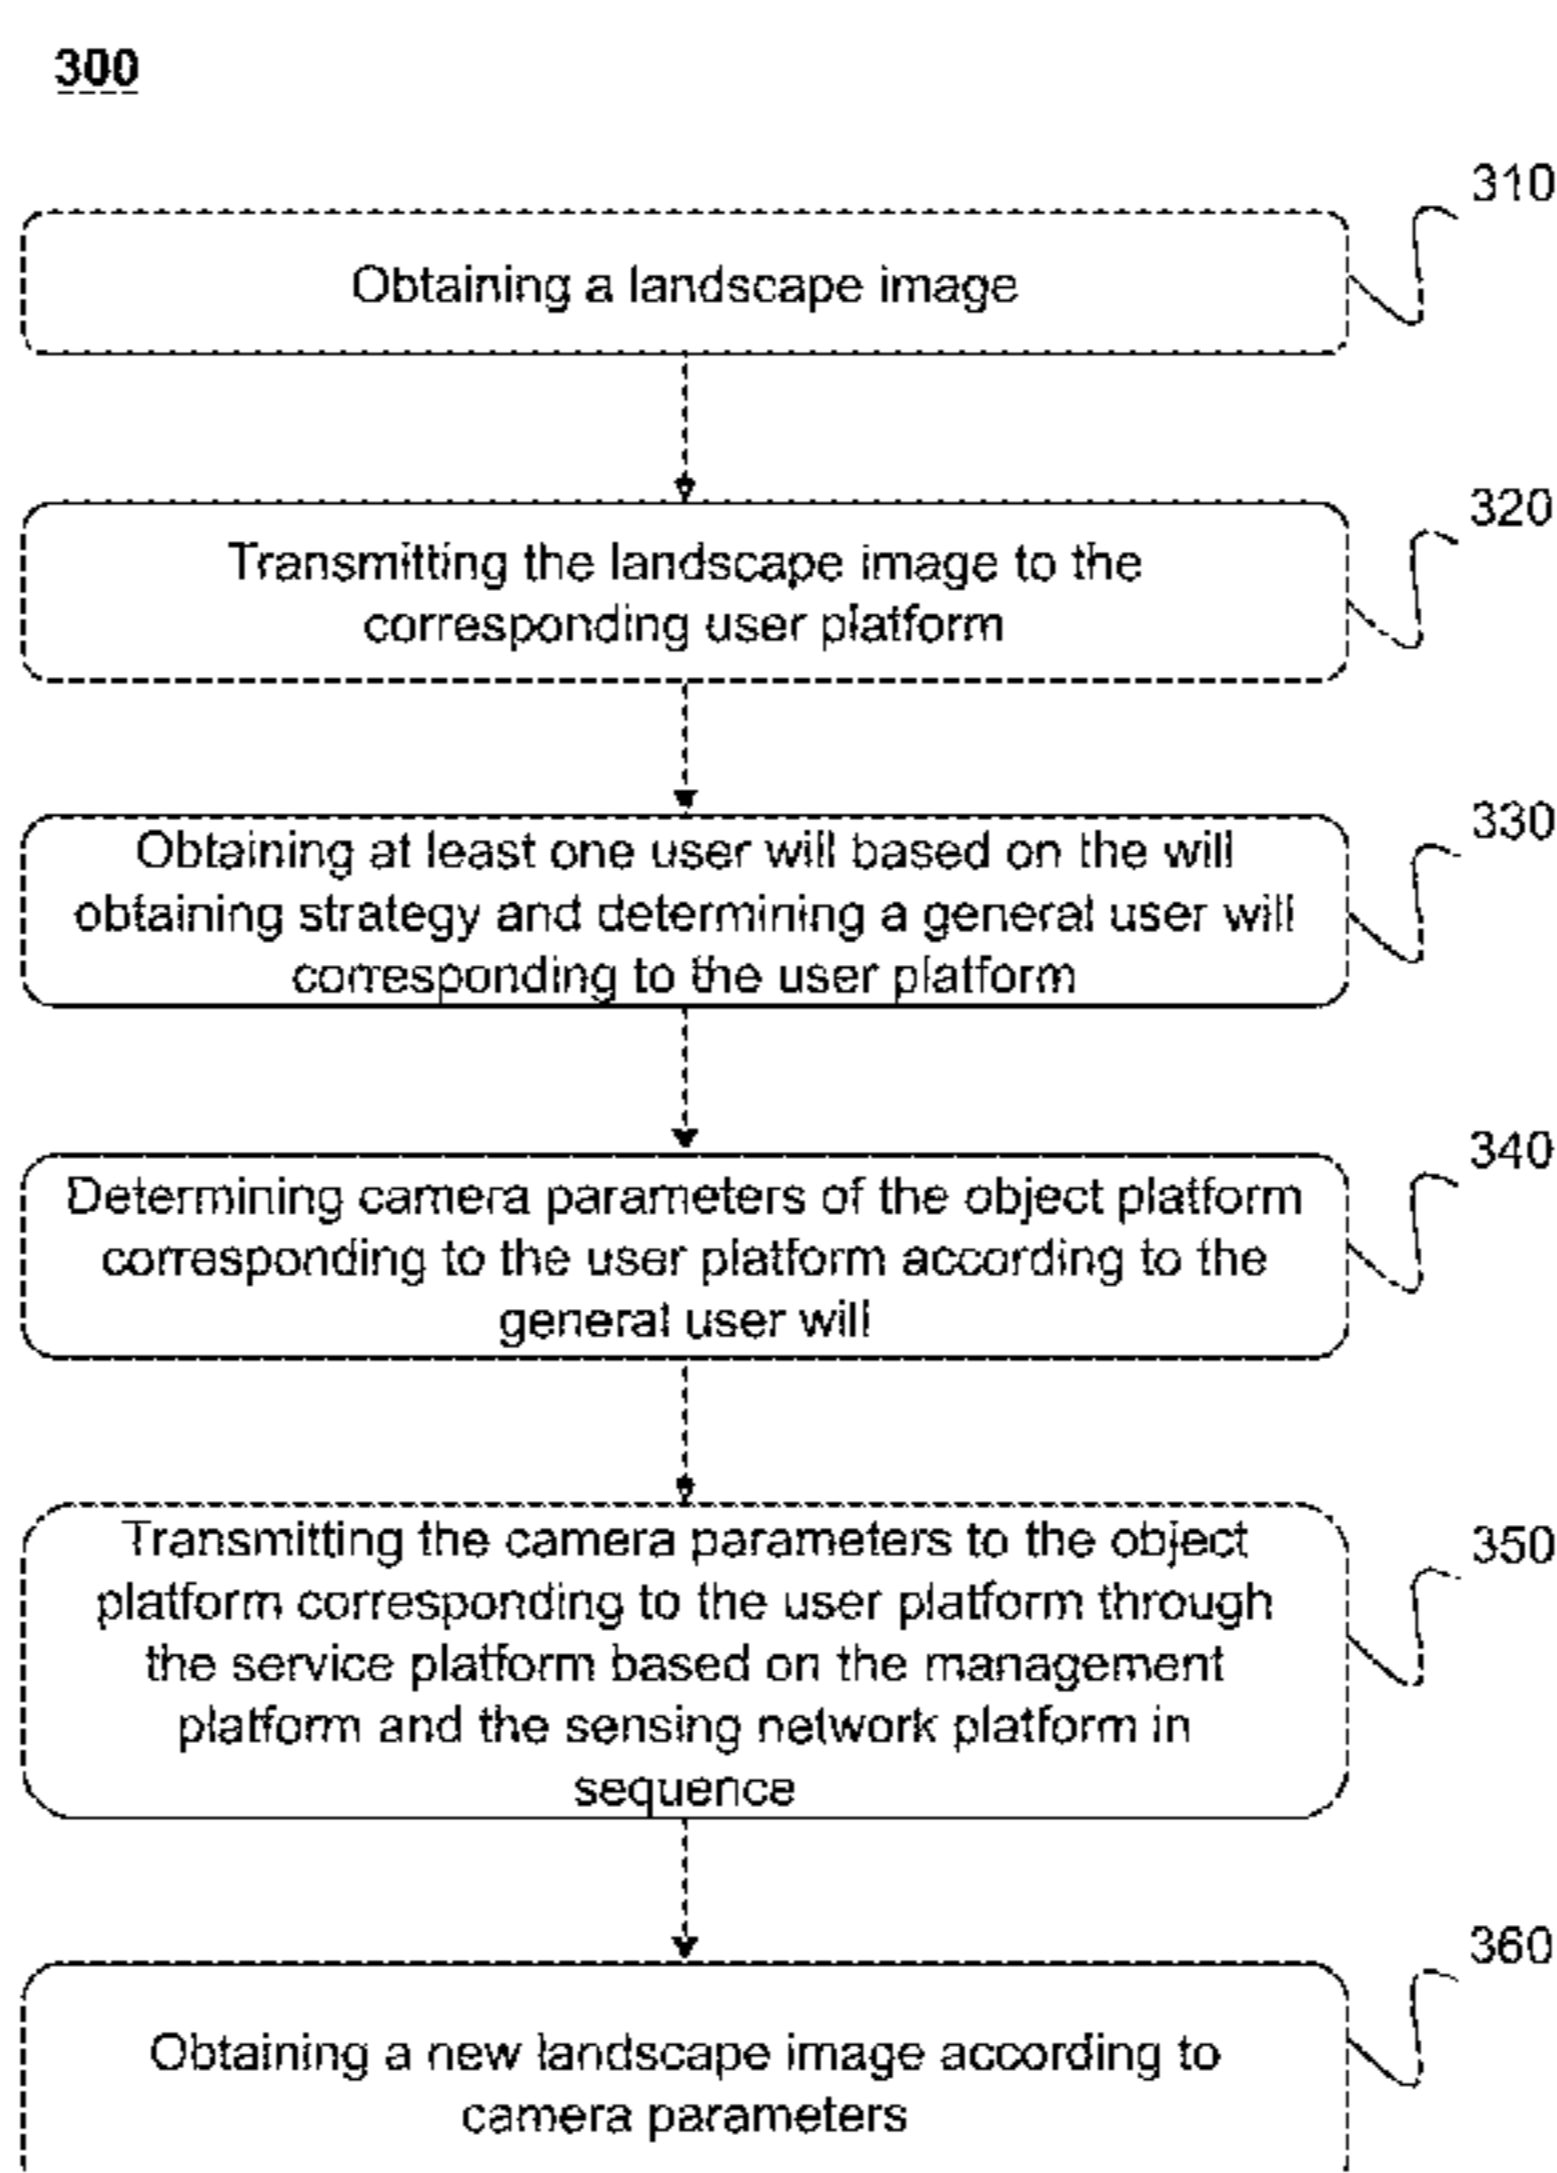 300
310
Obtaining a landscape image
320
Transmitting the landscape image to the
corresponding user platform
330
Obtaining at least one user will based on the will
obtaining strategy and determining a general user will
corresponding to the user platform
340
Determining camera parameters of the object platform
corresponding to the user platform according to the
general user will
350
Transmitting the camera parameters to the object
platform corresponding to the user platform through
the service platform based on the management
platform and the sensing network platform in
sequence
360
Obtaining a new landscape image according to
camera parameters